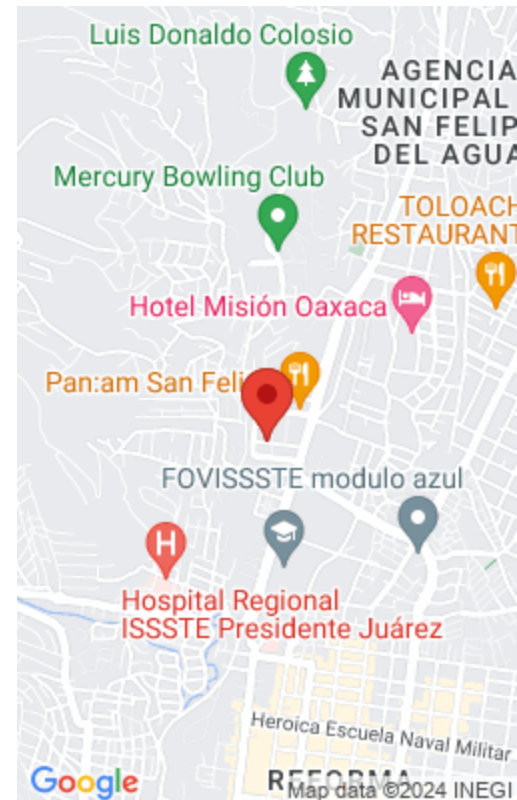 Luis Donaldo Colosio
AGENCIA
MUNICIPAL
SAN FELIP
DEL AGUA
Mercury Bowling Club
TOLOACH
RESTAURANT
Hotel Misión Oaxaca
Pan:am San Feli
FOVISSSTE modulo azul
H
Hospital Regional
ISSSTE Presidente Juárez
Heroica Escuela Naval Militar
REFORMA
Google
Map data ©2024 INEGI